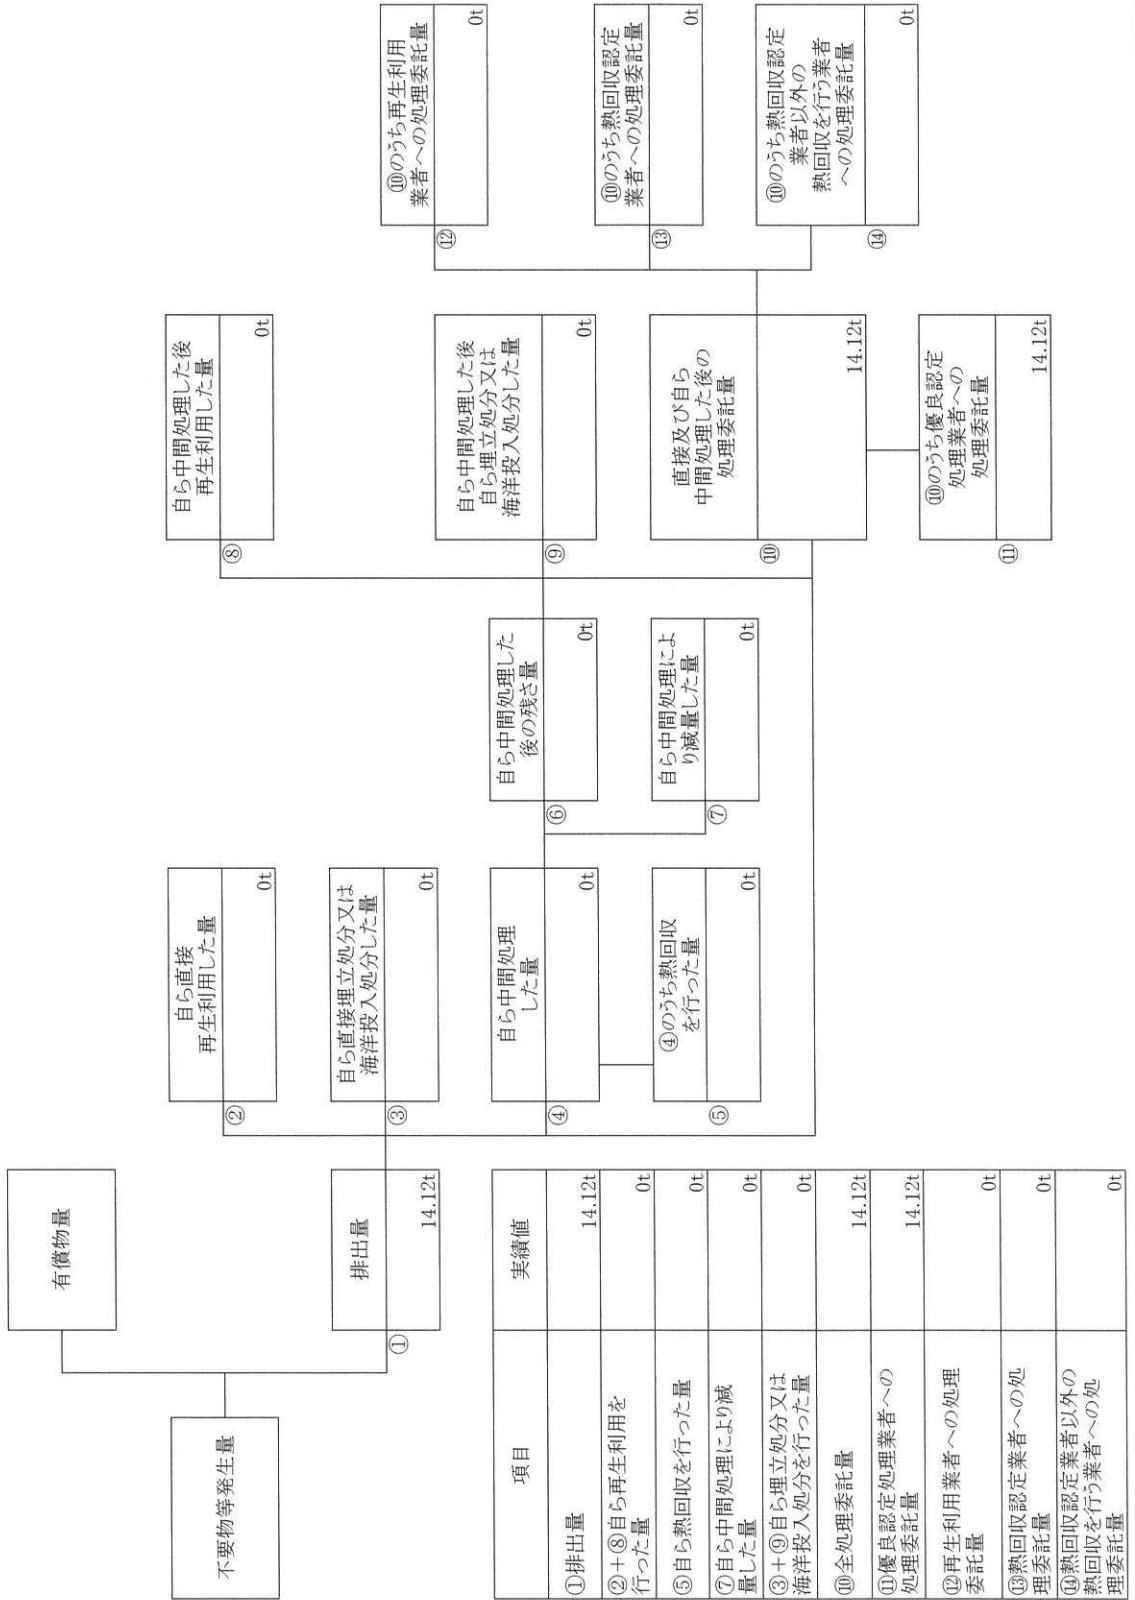 不要物等発生量
有償物量
排出量
①
14.12t
自ら直接
再生利用した量
②
0t
自ら直接埋立処分又は
海洋投入処分した量
③
0t
自ら中間処理
した量
④
0t
④のうち熱回収
を行った量
⑤
0t
自ら中間処理した
後の残さ量
⑥
0t
自ら中間処理によ
り減量した量
⑦
0t
自ら中間処理した後
再生利用した量
⑧
0t
自ら中間処理した後
自ら埋立処分又は
海洋投入処分した量
⑨
0t
直接及び自ら
中間処理した後の
処理委託量
⑩
14.12t
⑩のうち優良認定
処理業者への
処理委託量
⑪
14.12t
⑩のうち再生利用
業者への処理委託量
⑫
0t
⑩のうち熱回収認定
業者への処理委託量
⑬
0t
⑩のうち熱回収認定
業者以外の
熱回収を行う業者
への処理委託量
⑭
0t
項目 実績値
①排出量 14.12t
②+⑧自ら再生利用を
行った量 0t
⑤自ら熱回収を行った量 0t
⑦自ら中間処理により減
量した量 0t
③+⑨自ら埋立処分又は
海洋投入処分を行った量 0t
⑩全処理委託量 14.12t
⑪優良認定処理業者への
処理委託量 14.12t
⑫再生利用業者への処理
委託量 0t
⑬熱回収認定業者への処
理委託量 0t
⑭熱回収認定業者以外の
熱回収を行う業者への処
理委託量 0t